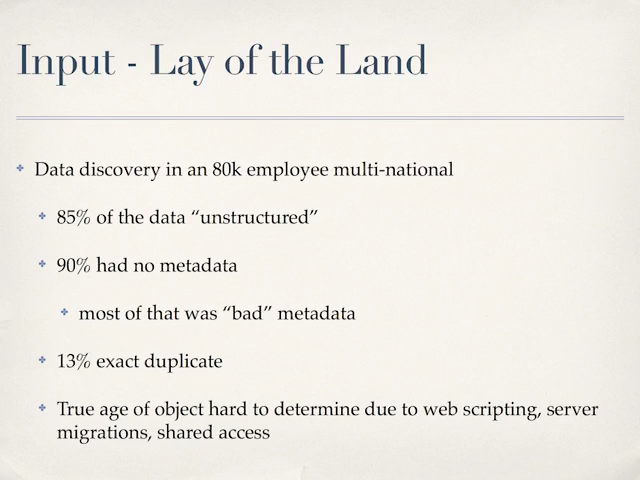 Input - Lay of the Land
Data discovery in an 80k employee multi-national
85% of the data “unstructured”
90% had no metadata
most of that was “bad” metadata
13% exact duplicate
True age of object hard to determine due to web scripting, server
migrations, shared access